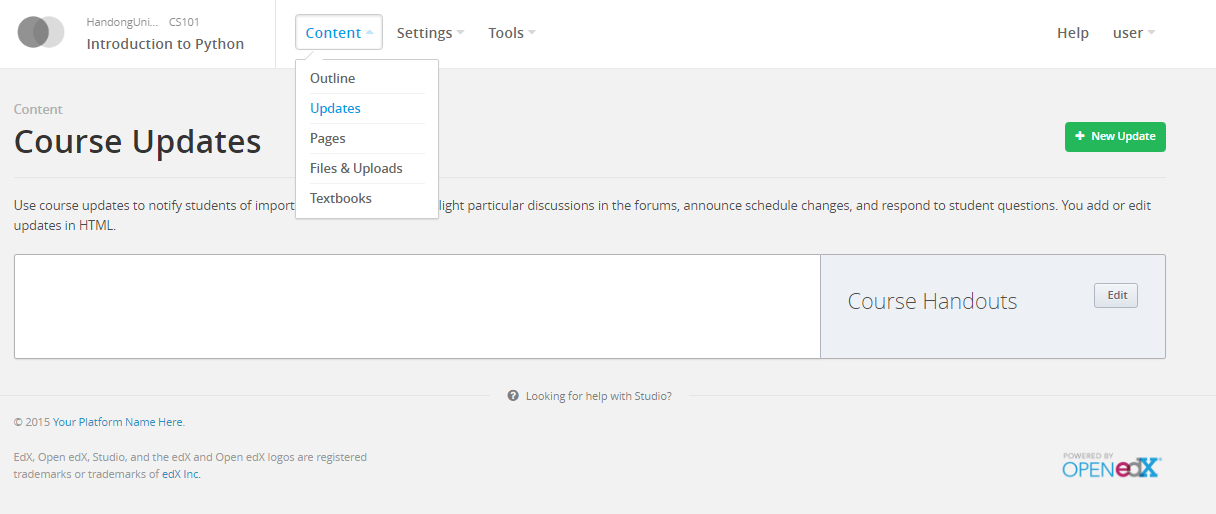 HandongUni... CS101
Introduction to Python
Content
Settings
Tools
Help
user
Outline
Updates
Pages
Files & Uploads
Textbooks
Content
Course Updates
New Update
Use course updates to notify students of impor light particular discussions in the forums, announce schedule changes, and respond to student questions. You add or edit
updates in HTML.
Course Handouts
Edit
Looking for help with Studio?
© 2015 Your Platform Name Here.
EdX, Open edX, Studio, and the edX and Open edX logos are registered
trademarks or trademarks of edX Inc.
POWERED BY
OPEN edX